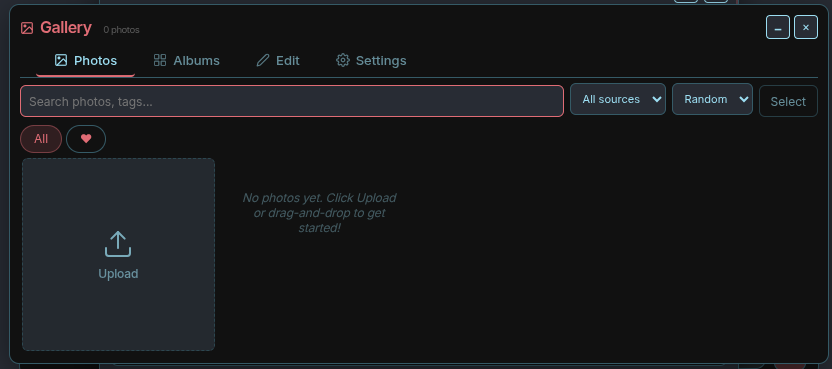 Gallery 0 photos
Photos Albums Edit Settings
Search photos, tags... All sources Random Select
All
No photos yet. Click Upload
or drag-and-drop to get
started!
Upload